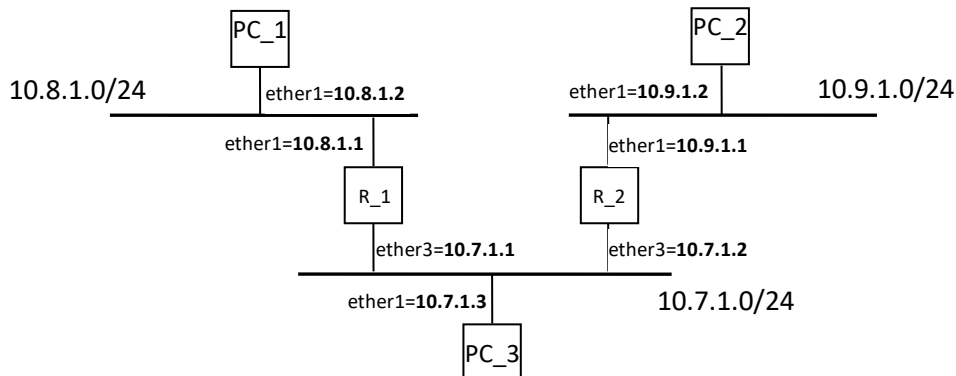 PC_1
PC_2
10.8.1.0/24
ether1=10.8.1.2
ether1=10.9.1.2
10.9.1.0/24
ether1=10.8.1.1
ether1=10.9.1.1
R_1
R_2
ether3=10.7.1.1
ether3=10.7.1.2
ether1=10.7.1.3
10.7.1.0/24
PC_3